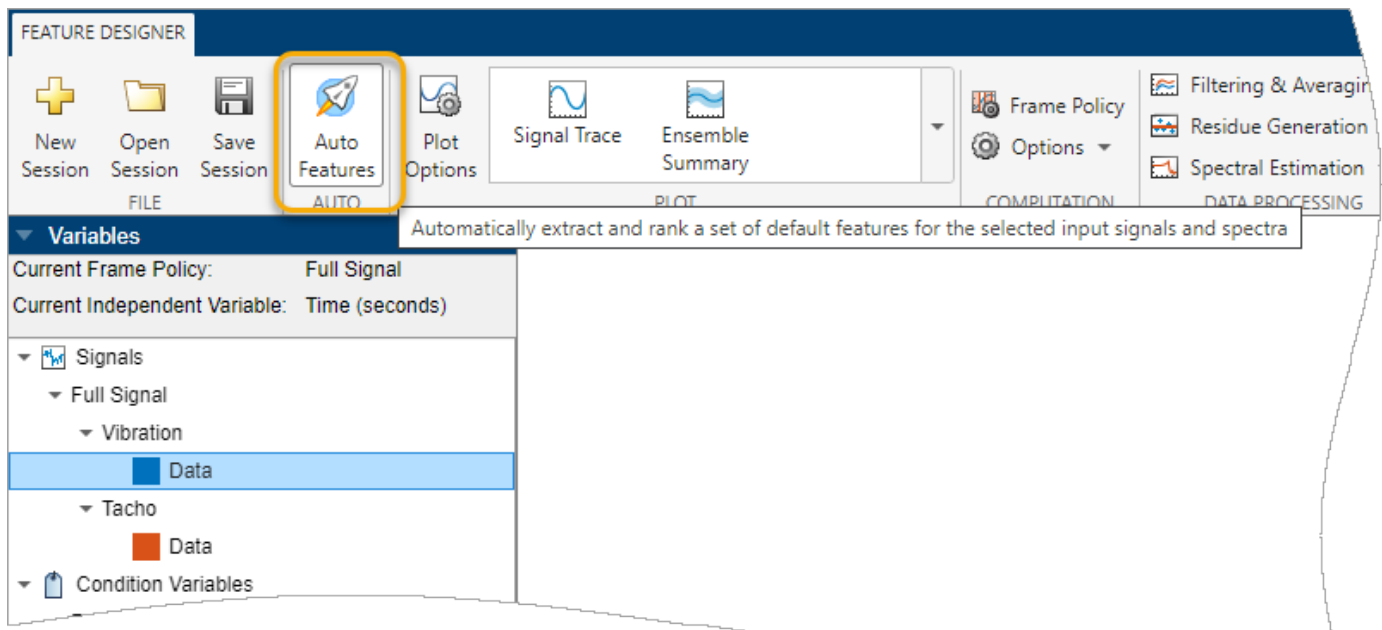 FEATURE DESIGNER
New Session
Open Session
Save Session
FILE
Auto Features
AUTO
Plot Options
Signal Trace
Ensemble Summary
PLOT
Frame Policy
Options
COMPUTATION
Filtering & Averagin
Residue Generation
Spectral Estimation
DATA PROCESSING
Automatically extract and rank a set of default features for the selected input signals and spectra
Variables
Current Frame Policy: Full Signal
Current Independent Variable: Time (seconds)
Signals
Full Signal
Vibration
Data
Tacho
Data
Condition Variables